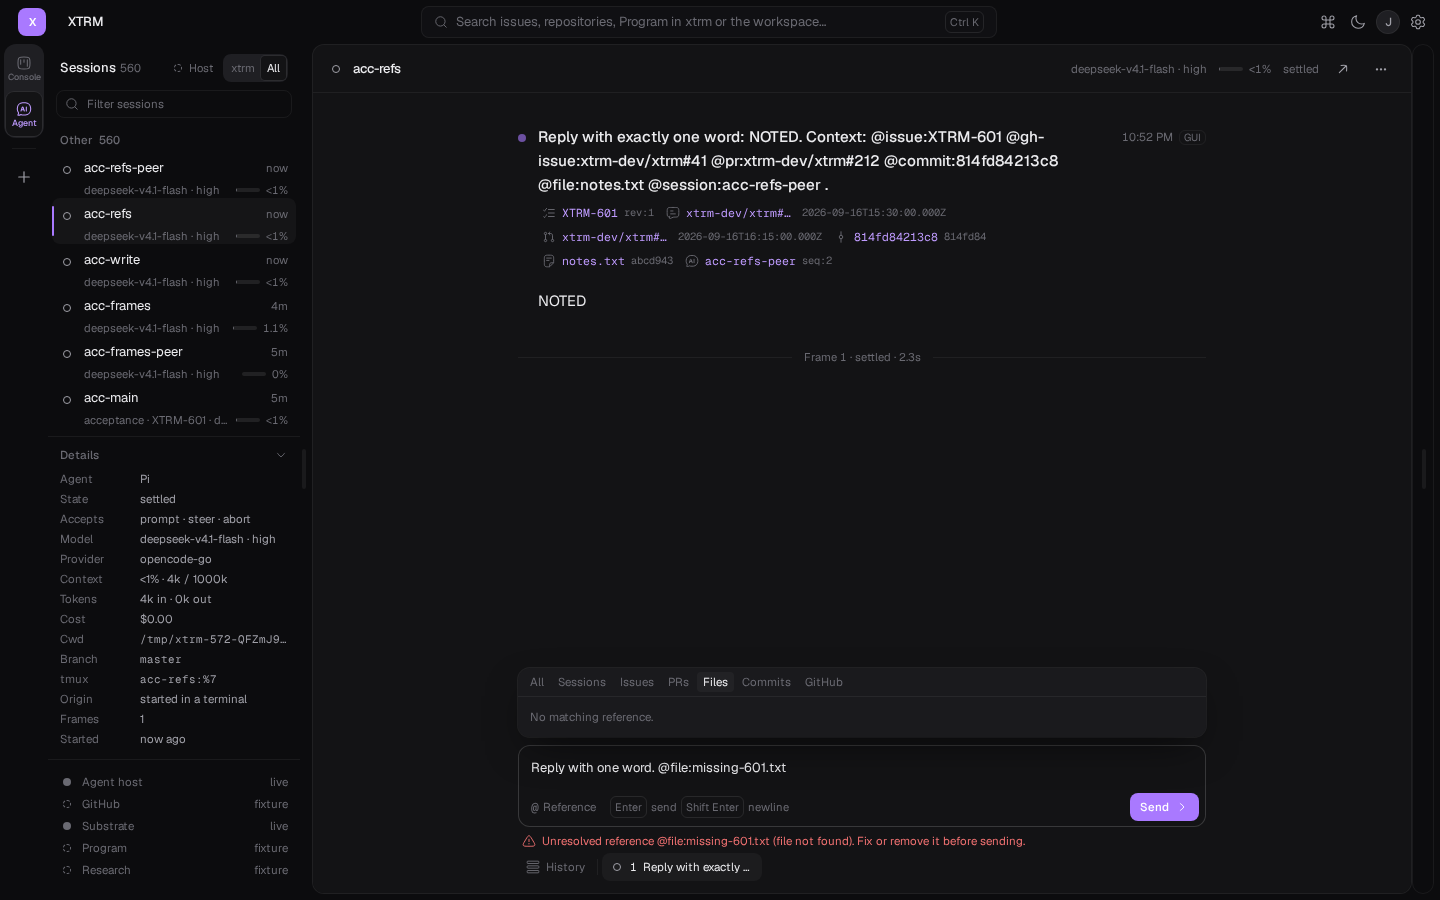 X XTRM
Search issues, repositories, Program in xtrm or the workspace... Ctrl K
J
Console
AI
Agent
Sessions 560
Host
xtrm All
Filter sessions
Other 560
acc-refs-peer now
deepseek-v4.1-flash · high <1%
acc-refs now
deepseek-v4.1-flash · high <1%
acc-write now
deepseek-v4.1-flash · high <1%
acc-frames 4m
deepseek-v4.1-flash · high 1.1%
acc-frames-peer 5m
deepseek-v4.1-flash · high 0%
acc-main 5m
acceptance · XTRM-601 · d... <1%
Details
Agent Pi
State settled
Accepts prompt · steer · abort
Model deepseek-v4.1-flash · high
Provider opencode-go
Context <1% · 4k / 1000k
Tokens 4k in · 0k out
Cost $0.00
Cwd /tmp/xtrm-572-QFZmJ9...
Branch master
tmux acc-refs:%7
Origin started in a terminal
Frames 1
Started now ago
Agent host live
GitHub fixture
Substrate live
Program fixture
Research fixture
acc-refs
deepseek-v4.1-flash · high <1% settled
Reply with exactly one word: NOTED. Context: @issue:XTRM-601 @gh-
issue:xtrm-dev/xtrm#41 @pr:xtrm-dev/xtrm#212 @commit:814fd84213c8
@file:notes.txt @session:acc-refs-peer .
10:52 PM GUI
XTRM-601 rev:1 xtrm-dev/xtrm#... 2026-09-16T15:30:00.000Z
xtrm-dev/xtrm#... 2026-09-16T16:15:00.000Z 814fd84213c8 814fd84
notes.txt abcd943 AI acc-refs-peer seq:2
NOTED
Frame 1 · settled · 2.3s
All Sessions Issues PRs Files Commits GitHub
No matching reference.
Reply with one word. @file:missing-601.txt
@ Reference Enter send Shift Enter newline
Send
Unresolved reference @file:missing-601.txt (file not found). Fix or remove it before sending.
History 1 Reply with exactly ...